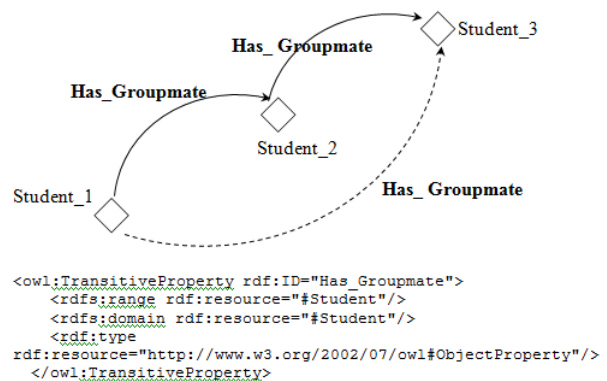 Student_3
Has_ Groupmate
Has_Groupmate
Student_2
Student_1
Has_ Groupmate
<owl:TransitiveProperty rdf:ID="Has_Groupmate">
<rdfs:range rdf:resource="#Student"/>
<rdfs:domain rdf:resource="#Student"/>
<rdf:type
rdf:resource="http://www.w3.org/2002/07/owl#ObjectProperty"/>
</owl:TransitiveProperty>